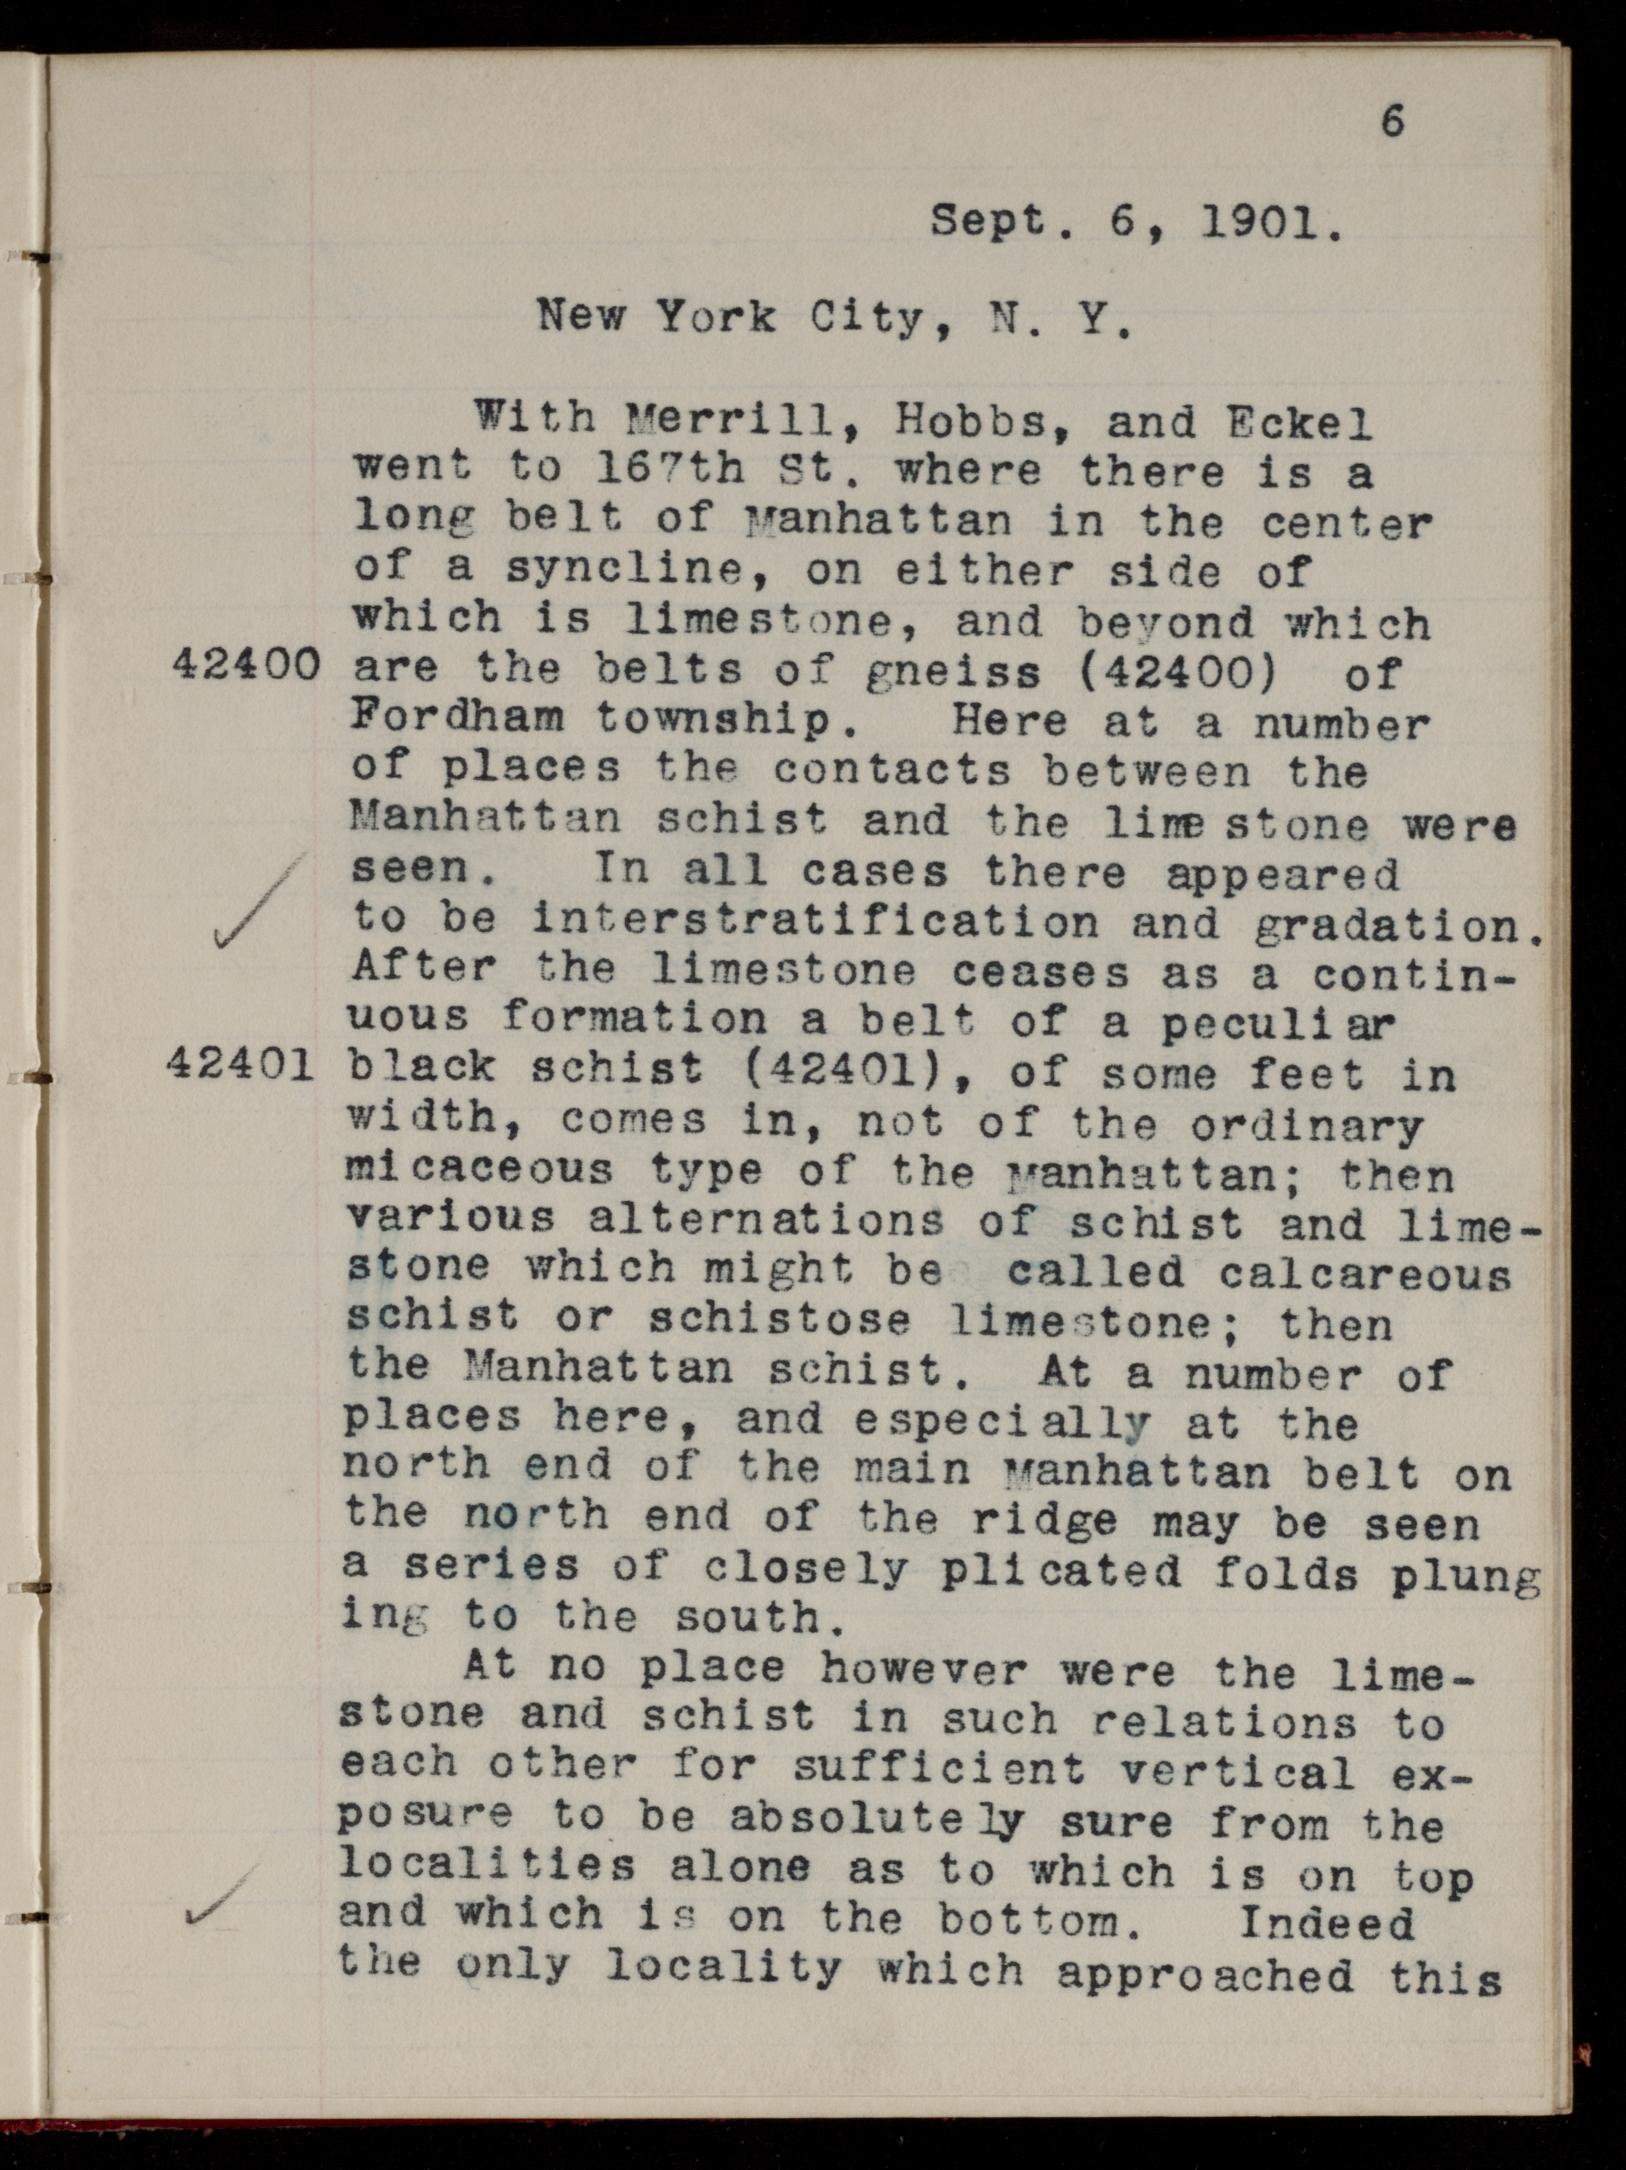 6
Sept. 6, 1901.
New York City, N. Y.
With Merrill, Hobbs, and Eckel
went to 167th St. where there is a
long belt of Manhattan in the center
of a syncline, on either side of
which is limestone, and beyond which
42400 are the belts of gneiss (42400) of
Fordham township. Here at a number
of places the contacts between the
Manhattan schist and the limestone were
seen. In all cases there appeared
to be interstratification and gradation.
After the limestone ceases as a contin-
uous formation a belt of a peculiar
42401 black schist (42401), of some feet in
width, comes in, not of the ordinary
micaceous type of the Manhattan; then
various alternations of schist and lime-
stone which might be called calcareous
schist or schistose limestone; then
the Manhattan schist. At a number of
places here, and especially at the
north end of the main Manhattan belt on
the north end of the ridge may be seen
a series of closely plicated folds plung
ing to the south.
At no place however were the lime-
stone and schist in such relations to
each other for sufficient vertical ex-
posure to be absolutely sure from the
localities alone as to which is on top
and which is on the bottom. Indeed
the only locality which approached this